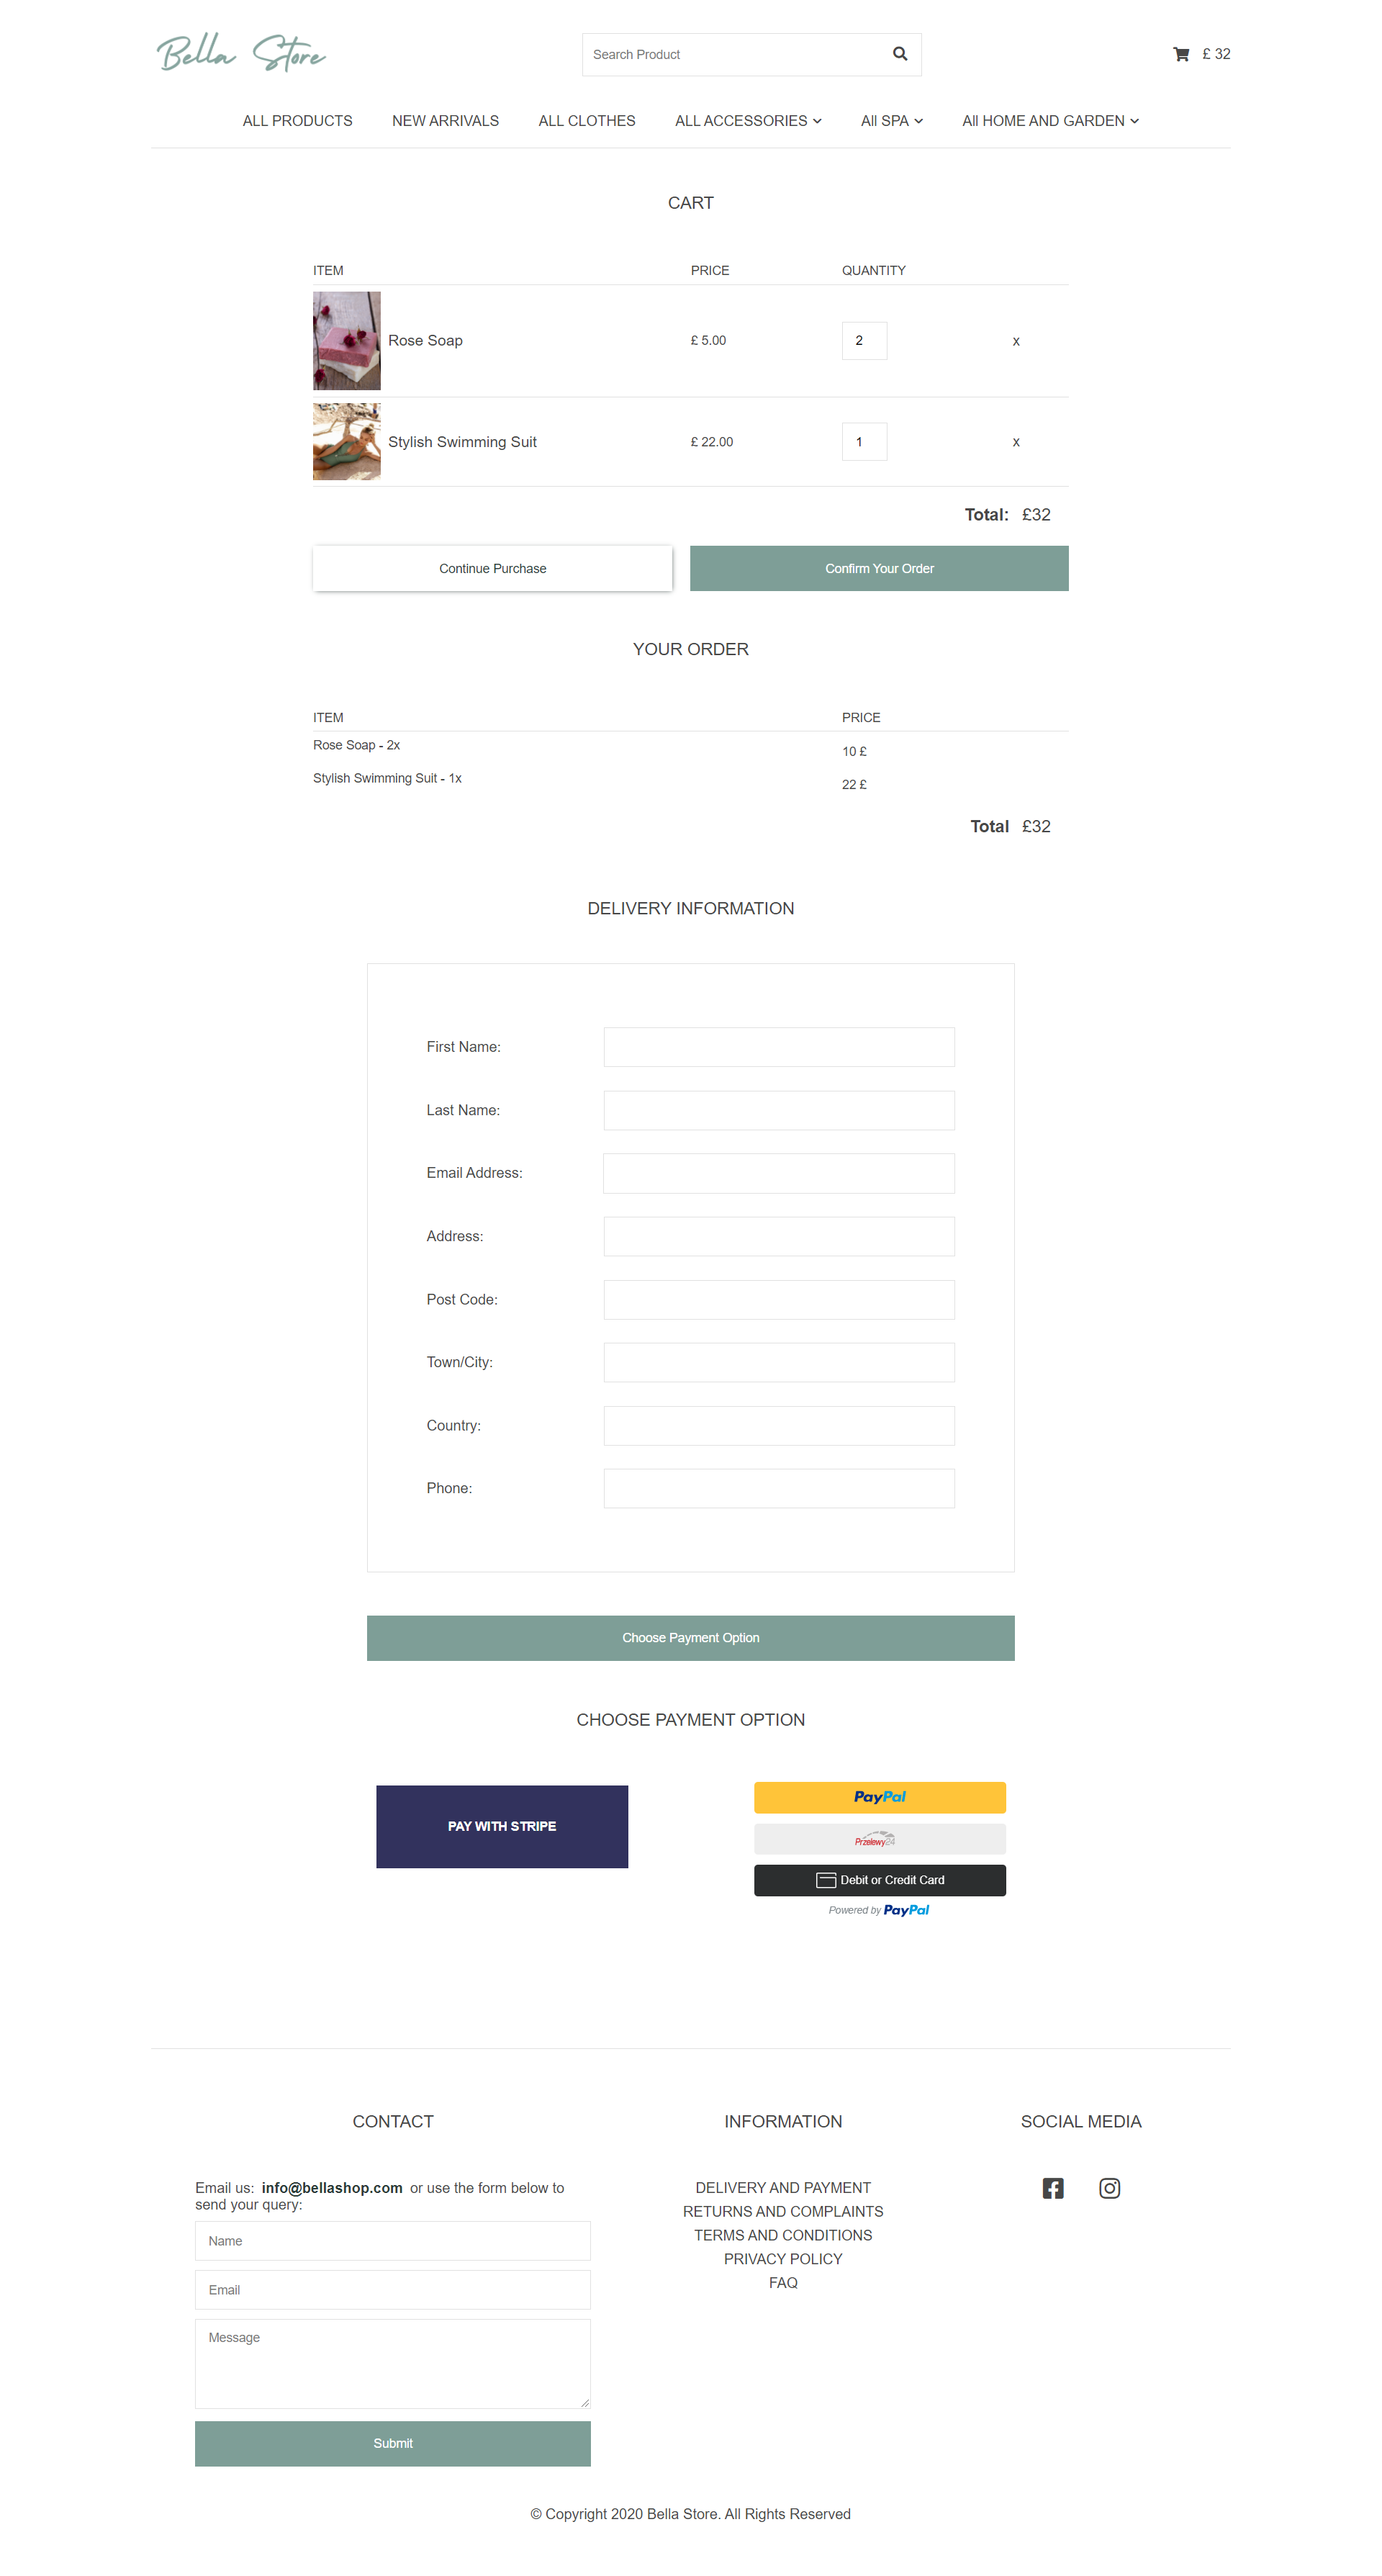 Bella Store
Search Product
£ 32
ALL PRODUCTS NEW ARRIVALS ALL CLOTHES ALL ACCESSORIES All SPA All HOME AND GARDEN
CART
ITEM PRICE QUANTITY
Rose Soap £ 5.00 2 x
Stylish Swimming Suit £ 22.00 1 x
Total: £32
Continue Purchase Confirm Your Order
YOUR ORDER
ITEM PRICE
Rose Soap - 2x 10 £
Stylish Swimming Suit - 1x 22 £
Total £32
DELIVERY INFORMATION
First Name:
Last Name:
Email Address:
Address:
Post Code:
Town/City:
Country:
Phone:
Choose Payment Option
CHOOSE PAYMENT OPTION
PAY WITH STRIPE
PayPal
Przelewy24
Debit or Credit Card
Powered by PayPal
CONTACT
Email us: info@bellashop.com or use the form below to
send your query:
Name
Email
Message
Submit
INFORMATION
DELIVERY AND PAYMENT
RETURNS AND COMPLAINTS
TERMS AND CONDITIONS
PRIVACY POLICY
FAQ
SOCIAL MEDIA
© Copyright 2020 Bella Store. All Rights Reserved